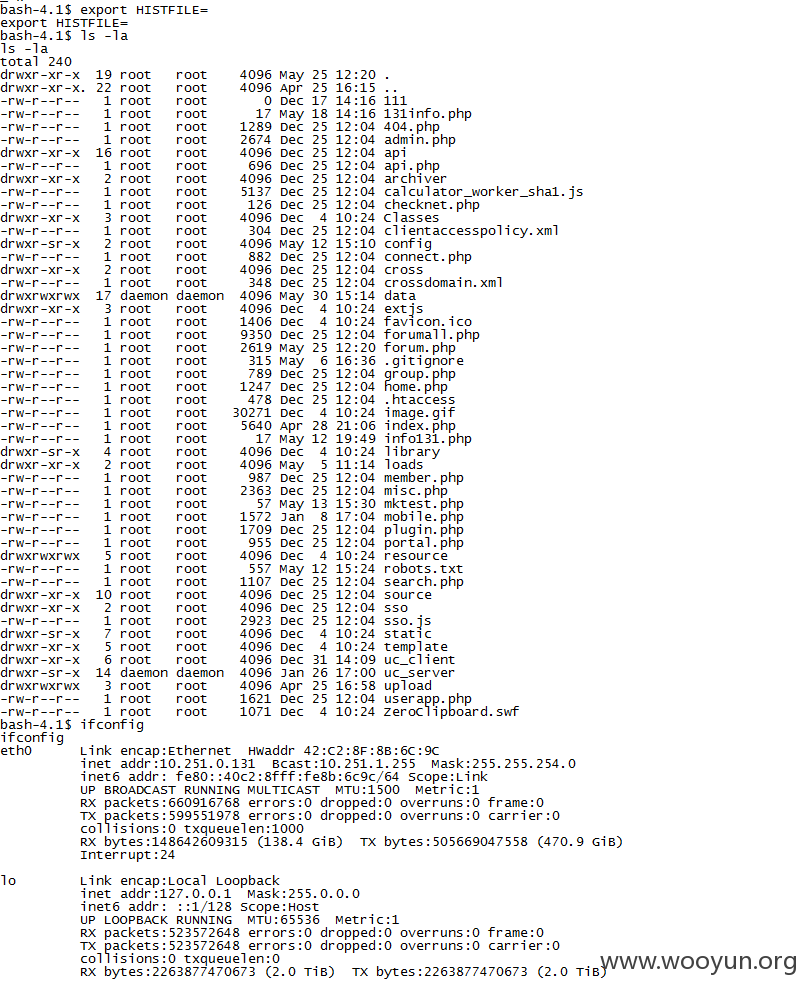 bash-4.1$ export HISTFILE=
export HISTFILE=
bash-4.1$ ls -la
ls -la
total 240
drwxr-xr-x  19 root   root    4096 May 25 12:20 .
drwxr-xr-x. 22 root   root    4096 Apr 25 16:15 ..
-rw-r--r--   1 root   root       0 Dec 17 14:16 111
-rw-r--r--   1 root   root      17 May 18 14:16 131info.php
-rw-r--r--   1 root   root    1289 Dec 25 12:04 404.php
-rw-r--r--   1 root   root    2674 Dec 25 12:04 admin.php
drwxr-xr-x  16 root   root    4096 Dec 25 12:04 api
-rw-r--r--   1 root   root     696 Dec 25 12:04 api.php
drwxr-xr-x   2 root   root    4096 Dec 25 12:04 archiver
-rw-r--r--   1 root   root    5137 Dec 25 12:04 calculator_worker_sha1.js
-rw-r--r--   1 root   root     126 Dec 25 12:04 checknet.php
drwxr-xr-x   3 root   root    4096 Dec  4 10:24 Classes
-rw-r--r--   1 root   root     304 Dec 25 12:04 clientaccesspolicy.xml
drwxr-sr-x   2 root   root    4096 May 12 15:10 config
-rw-r--r--   1 root   root     882 Dec 25 12:04 connect.php
drwxr-xr-x   2 root   root    4096 Dec 25 12:04 cross
-rw-r--r--   1 root   root     348 Dec 25 12:04 crossdomain.xml
drwxrwxrwx  17 daemon daemon  4096 May 30 15:14 data
drwxr-xr-x   3 root   root    4096 Dec  4 10:24 extjs
-rw-r--r--   1 root   root    1406 Dec  4 10:24 favicon.ico
-rw-r--r--   1 root   root    9350 Dec 25 12:04 forumall.php
-rw-r--r--   1 root   root    2619 May 25 12:20 forum.php
-rw-r--r--   1 root   root     315 May  6 16:36 .gitignore
-rw-r--r--   1 root   root     789 Dec 25 12:04 group.php
-rw-r--r--   1 root   root    1247 Dec 25 12:04 home.php
-rw-r--r--   1 root   root     478 Dec 25 12:04 .htaccess
-rw-r--r--   1 root   root   30271 Dec  4 10:24 image.gif
-rw-r--r--   1 root   root    5640 Apr 28 21:06 index.php
-rw-r--r--   1 root   root      17 May 12 19:49 info131.php
drwxr-sr-x   4 root   root    4096 Dec  4 10:24 library
drwxr-xr-x   2 root   root    4096 May  5 11:14 loads
-rw-r--r--   1 root   root     987 Dec 25 12:04 member.php
-rw-r--r--   1 root   root    2363 Dec 25 12:04 misc.php
-rw-r--r--   1 root   root      57 May 13 15:30 mktest.php
-rw-r--r--   1 root   root    1572 Jan  8 17:04 mobile.php
-rw-r--r--   1 root   root    1709 Dec 25 12:04 plugin.php
-rw-r--r--   1 root   root     955 Dec 25 12:04 portal.php
drwxrwxrwx   5 root   root    4096 Dec  4 10:24 resource
-rw-r--r--   1 root   root     557 May 12 15:24 robots.txt
-rw-r--r--   1 root   root    1107 Dec 25 12:04 search.php
drwxr-xr-x  10 root   root    4096 Dec 25 12:04 source
drwxr-xr-x   2 root   root    4096 Dec 25 12:04 sso
-rw-r--r--   1 root   root    2923 Dec 25 12:04 sso.js
drwxr-sr-x   7 root   root    4096 Dec  4 10:24 static
drwxr-xr-x   5 root   root    4096 Dec  4 10:24 template
drwxr-xr-x   6 root   root    4096 Dec 31 14:09 uc_client
drwxr-sr-x  14 daemon daemon  4096 Jan 26 17:00 uc_server
drwxrwxrwx   3 root   root    4096 Apr 25 16:58 upload
-rw-r--r--   1 root   root    1621 Dec 25 12:04 userapp.php
-rw-r--r--   1 root   root    1071 Dec  4 10:24 ZeroClipboard.swf
bash-4.1$ ifconfig
ifconfig
eth0      Link encap:Ethernet  HWaddr 42:C2:8F:8B:6C:9C
          inet addr:10.251.0.131  Bcast:10.251.1.255  Mask:255.255.254.0
          inet6 addr: fe80::40c2:8fff:fe8b:6c9c/64 Scope:Link
          UP BROADCAST RUNNING MULTICAST  MTU:1500  Metric:1
          RX packets:660916768 errors:0 dropped:0 overruns:0 frame:0
          TX packets:599551978 errors:0 dropped:0 overruns:0 carrier:0
          collisions:0 txqueuelen:1000
          RX bytes:148642609315 (138.4 GiB)  TX bytes:505669047558 (470.9 GiB)
          Interrupt:24
lo        Link encap:Local Loopback
          inet addr:127.0.0.1  Mask:255.0.0.0
          inet6 addr: ::1/128 Scope:Host
          UP LOOPBACK RUNNING  MTU:65536  Metric:1
          RX packets:523572648 errors:0 dropped:0 overruns:0 frame:0
          TX packets:523572648 errors:0 dropped:0 overruns:0 carrier:0
          collisions:0 txqueuelen:0
          RX bytes:2263877470673 (2.0 TiB)  TX bytes:2263877470673 (2.0 TiB)
www.wooyun.org